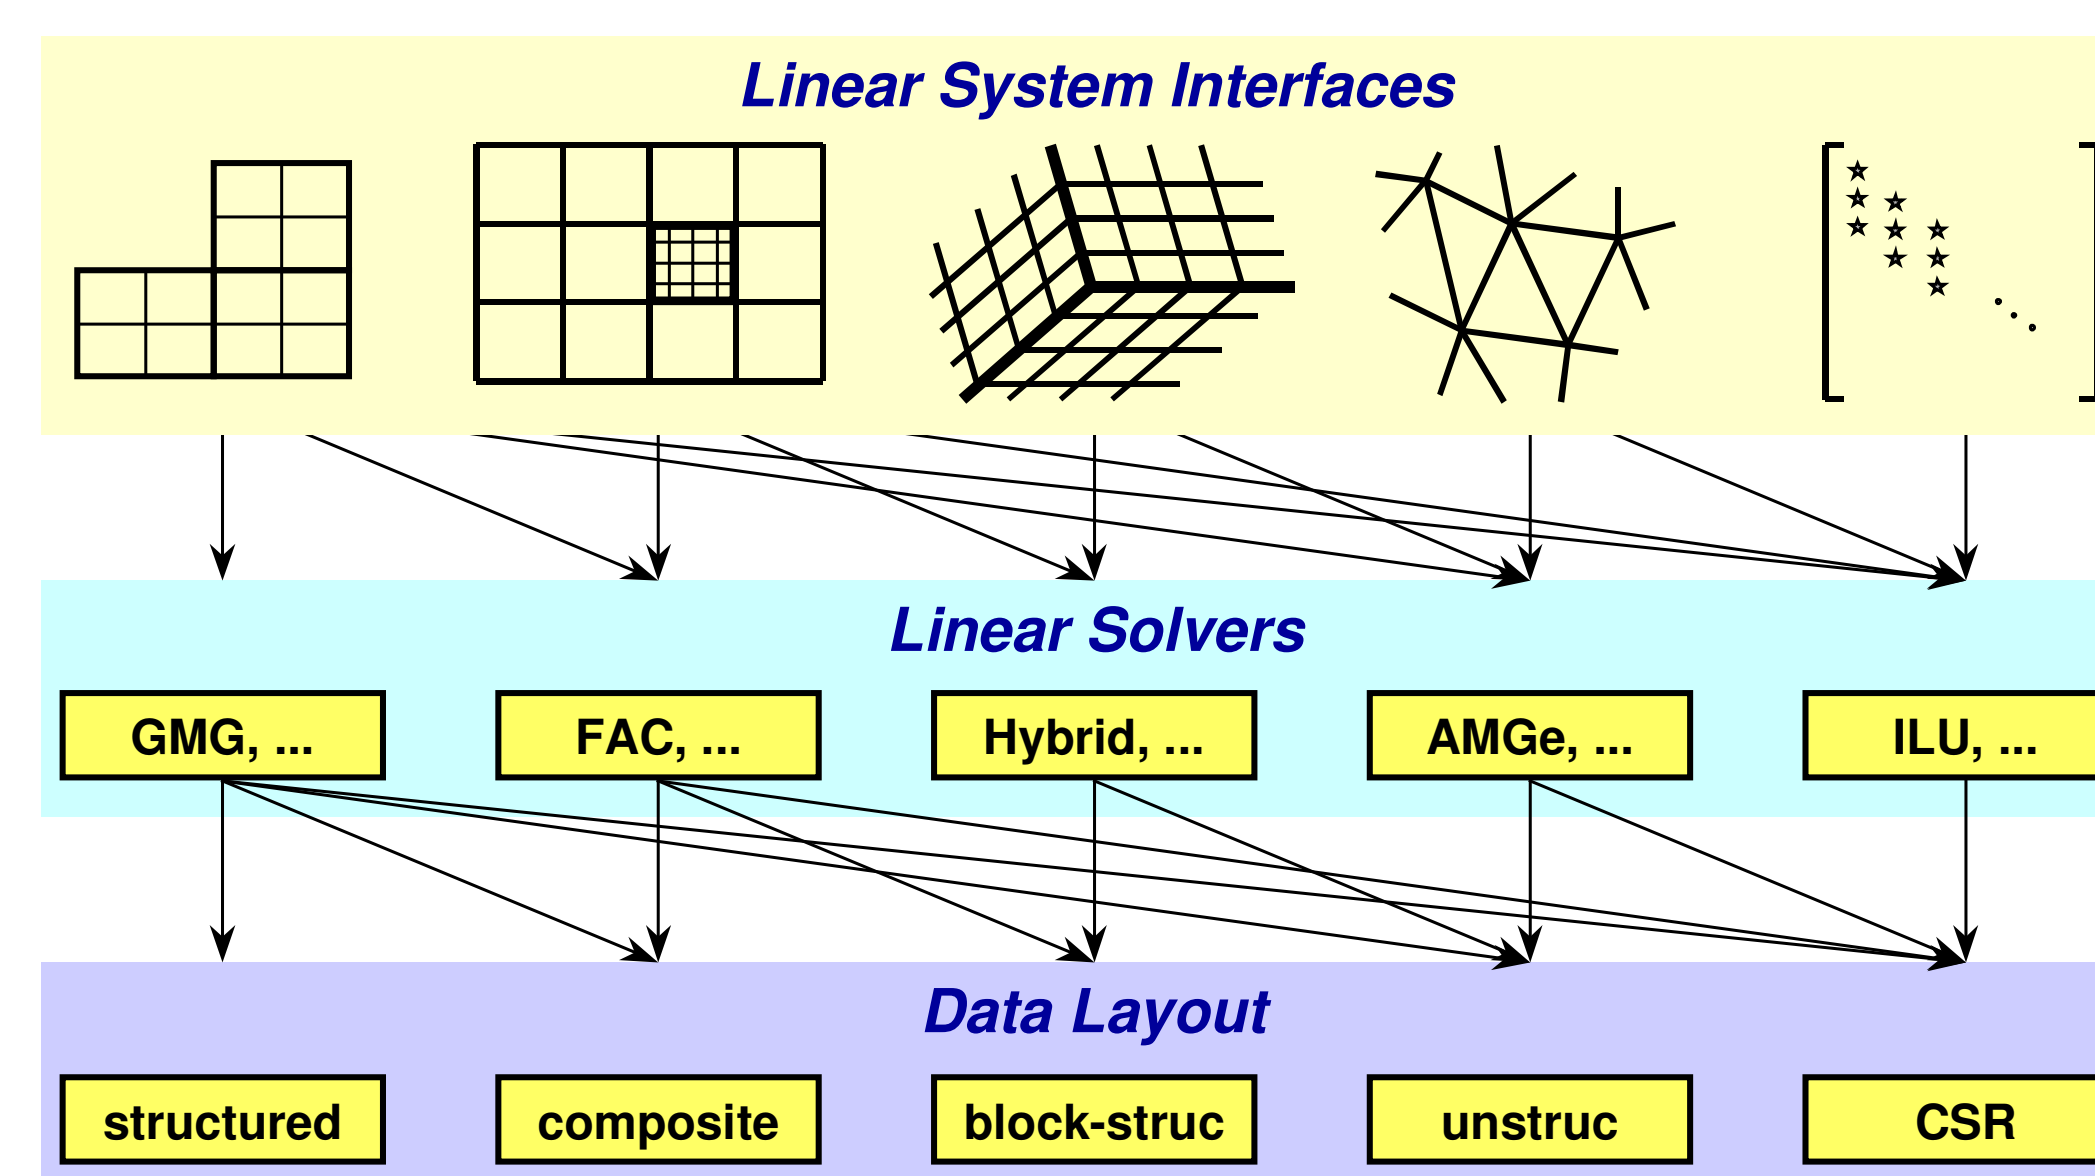 Linear System Interfaces
Linear Solvers
GMG, ...
FAC, ...
Hybrid, ...
AMGe, ...
ILU, ...
Data Layout
structured
composite
block-struc
unstruc
CSR